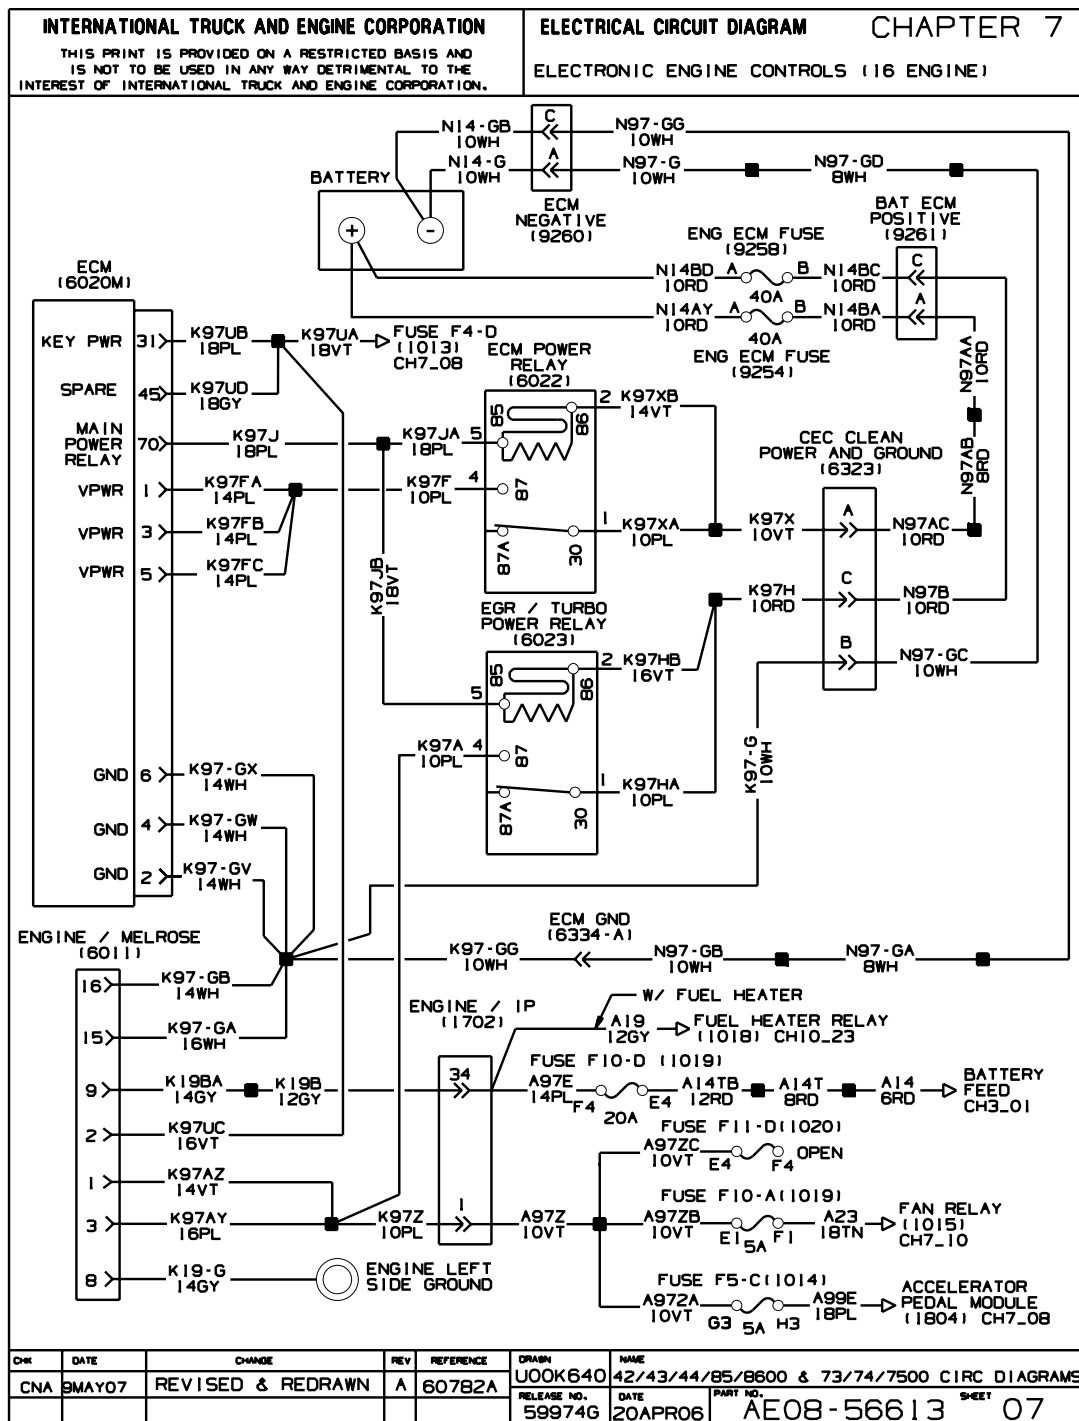 INTERNATIONAL TRUCK AND ENGINE CORPORATION
THIS PRINT IS PROVIDED ON A RESTRICTED BASIS AND
IS NOT TO BE USED IN ANY WAY DETRIMENTAL TO THE
INTEREST OF INTERNATIONAL TRUCK AND ENGINE CORPORATION.
ELECTRICAL CIRCUIT DIAGRAM
CHAPTER 7
ELECTRONIC ENGINE CONTROLS (I6 ENGINE)
N14-GB
10WH
C
N97-GG
10WH
N14-G
10WH
A
N97-G
10WH
N97-GD
8WH
BATTERY
+
-
ECM
NEGATIVE
(9260)
BAT ECM
POSITIVE
(9261)
ENG ECM FUSE
(9258)
N14BD
10RD
A
B
40A
N14BC
10RD
C
N14AY
10RD
A
B
40A
N14BA
10RD
A
ENG ECM FUSE
(9254)
N97AA
10RD
N97AB
8RD
ECM
(6020M)
KEY PWR
31
K97UB
18PL
K97UA
18VT
FUSE F4-D
(1013)
CH7_08
SPARE
45
K97UD
18GY
MAIN
POWER
RELAY
70
K97J
18PL
K97JA
18PL
5
VPWR
1
K97FA
14PL
K97F
10PL
4
VPWR
3
K97FB
14PL
VPWR
5
K97FC
14PL
K97JB
18VT
ECM POWER
RELAY
(6022)
85
86
87
87A
30
2
K97XB
14VT
1
K97XA
10PL
K97X
10VT
CEC CLEAN
POWER AND GROUND
(6323)
A
N97AC
10RD
K97H
10RD
C
N97B
10RD
B
N97-GC
10WH
EGR / TURBO
POWER RELAY
(6023)
5
85
86
2
K97HB
16VT
K97A
10PL
4
87
87A
30
1
K97HA
10PL
K97-G
10WH
GND
6
K97-GX
14WH
GND
4
K97-GW
14WH
GND
2
K97-GV
14WH
ENGINE / MELROSE
(6011)
K97-GG
10WH
ECM GND
(6334-A)
N97-GB
10WH
N97-GA
8WH
16
K97-GB
14WH
15
K97-GA
16WH
9
K19BA
14GY
K19B
12GY
2
K97UC
16VT
1
K97AZ
14VT
3
K97AY
16PL
K97Z
10PL
8
K19-G
14GY
ENGINE LEFT
SIDE GROUND
ENGINE / IP
(1702)
34
1
W/ FUEL HEATER
A19
12GY
FUEL HEATER RELAY
(1018) CH10_23
FUSE F10-D (1019)
A97E
14PL
F4
E4
20A
A14TB
12RD
A14T
8RD
A14
6RD
BATTERY
FEED
CH3_01
FUSE F11-D(1020)
A97ZC
10VT
E4
F4
OPEN
A97Z
10VT
FUSE F10-A(1019)
A97ZB
10VT
E1
5A
F1
A23
18TN
FAN RELAY
(1015)
CH7_10
FUSE F5-C(1014)
A972A
10VT
G3
5A
H3
A99E
18PL
ACCELERATOR
PEDAL MODULE
(1804) CH7_08
CHK DATE CHANGE REV REFERENCE
CNA 9MAY07 REVISED & REDRAWN A 60782A
DRAWN
U00K640
NAME
42/43/44/85/8600 & 73/74/7500 CIRC DIAGRAMS
RELEASE NO.
59974G
DATE
20APR06
PART NO.
AE08-56613
SHEET
07